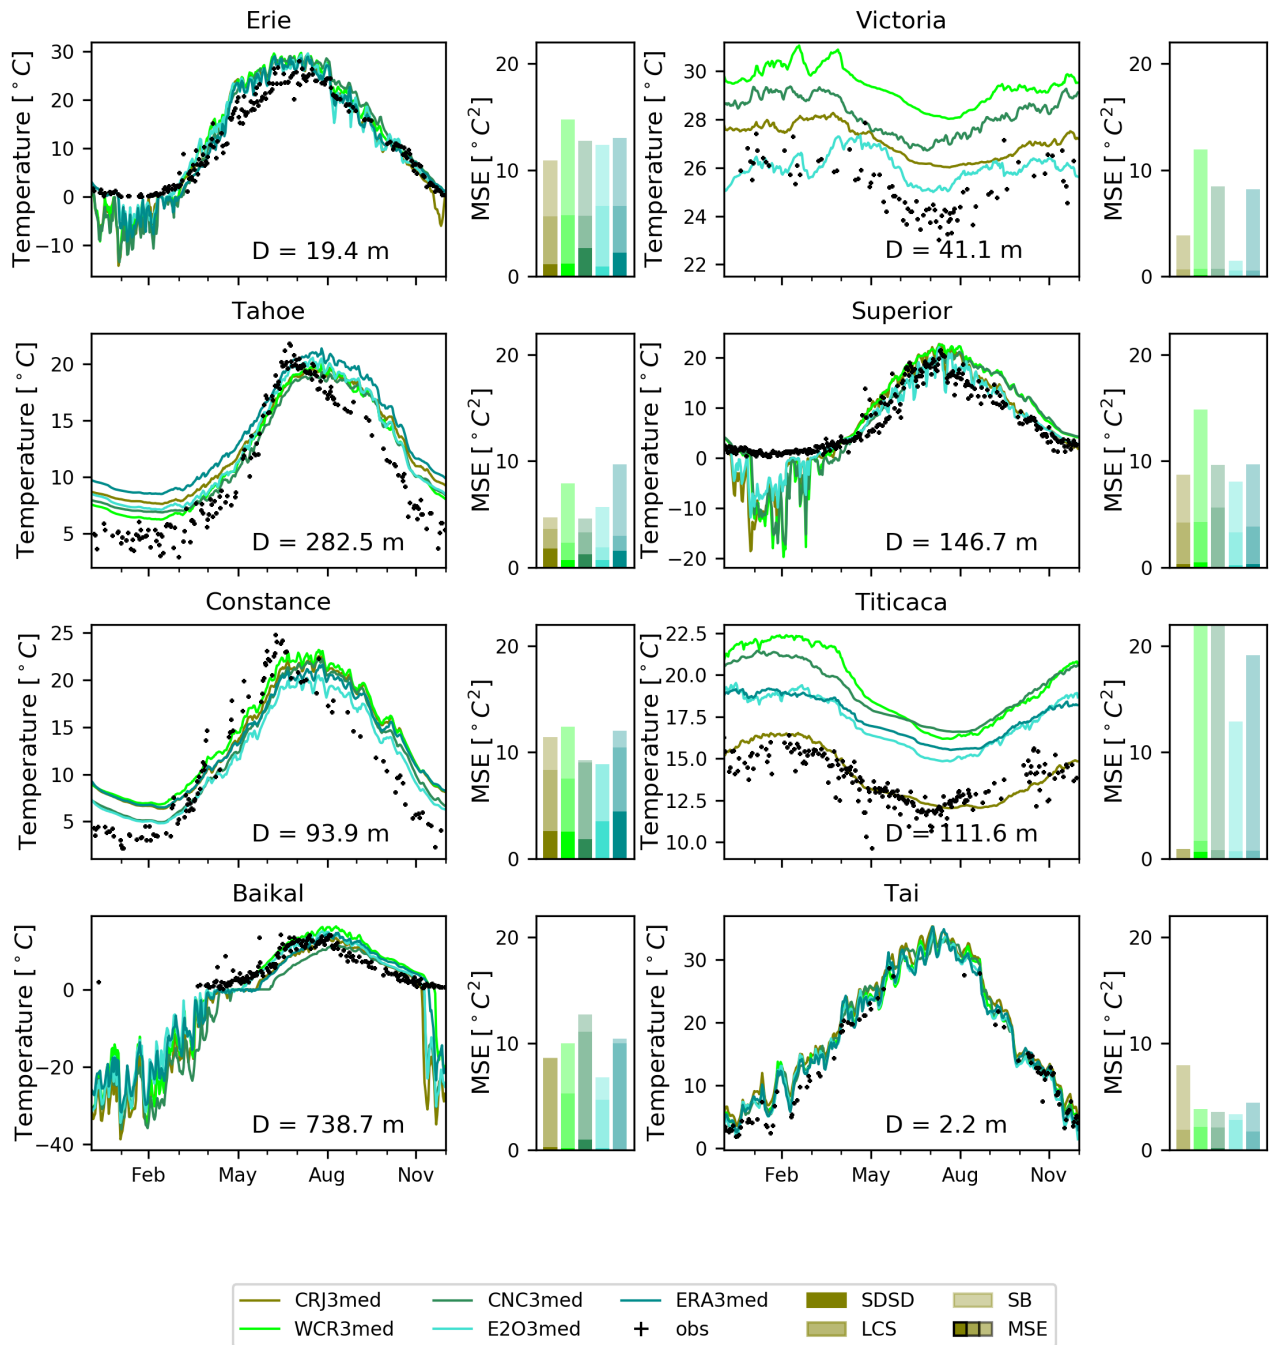 Erie
Victoria
Temperature [°C]
30
20
10
0
−10
D = 19.4 m
MSE [°C²]
20
10
0
Temperature [°C]
30
28
26
24
22
D = 41.1 m
MSE [°C²]
20
10
0
Tahoe
Superior
Temperature [°C]
20
15
10
5
D = 282.5 m
MSE [°C²]
20
10
0
Temperature [°C]
20
10
0
−10
−20
D = 146.7 m
MSE [°C²]
20
10
0
Constance
Titicaca
Temperature [°C]
25
20
15
10
5
D = 93.9 m
MSE [°C²]
20
10
0
Temperature [°C]
22.5
20.0
17.5
15.0
12.5
10.0
D = 111.6 m
MSE [°C²]
20
10
0
Baikal
Tai
Temperature [°C]
0
−20
−40
D = 738.7 m
Feb May Aug Nov
MSE [°C²]
20
10
0
Temperature [°C]
30
20
10
0
D = 2.2 m
Feb May Aug Nov
MSE [°C²]
20
10
0
CRJ3med CNC3med ERA3med SDSD SB
WCR3med E2O3med obs LCS MSE